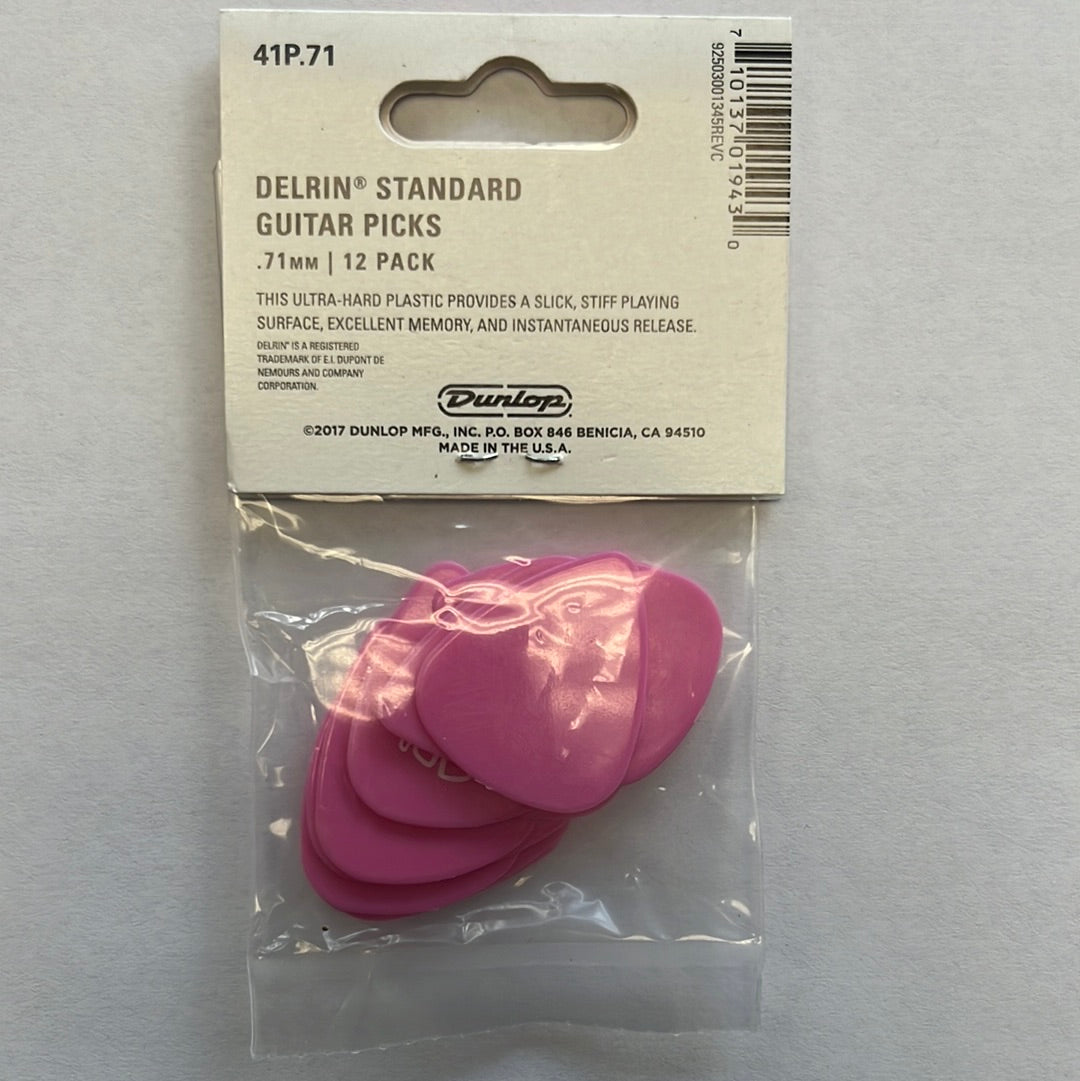 41P.71
7 10137 01943 0
92503001345REVC
DELRIN® STANDARD
GUITAR PICKS
.71MM | 12 PACK
THIS ULTRA-HARD PLASTIC PROVIDES A SLICK, STIFF PLAYING
SURFACE, EXCELLENT MEMORY, AND INSTANTANEOUS RELEASE.
DELRIN® IS A REGISTERED
TRADEMARK OF E.I. DUPONT DE
NEMOURS AND COMPANY
CORPORATION.
Dunlop
©2017 DUNLOP MFG., INC. P.O. BOX 846 BENICIA, CA 94510
MADE IN THE U.S.A.